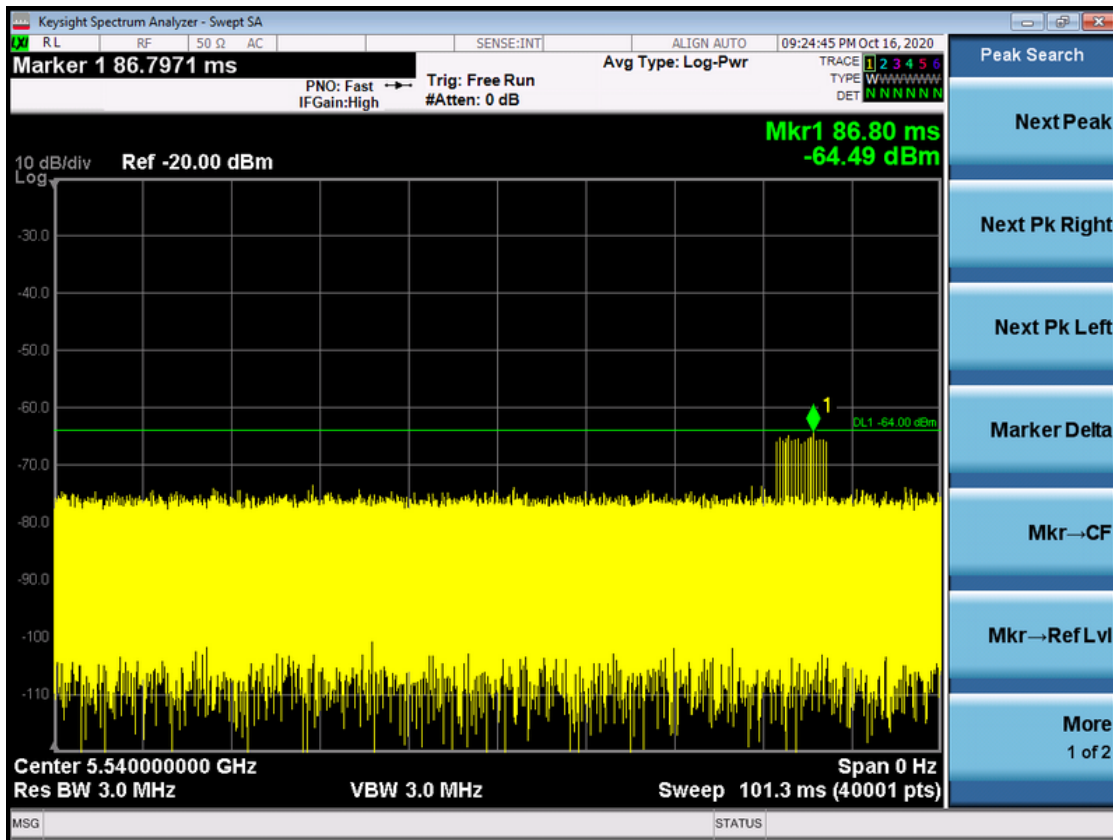 Keysight Spectrum Analyzer - Swept SA
LXI RL RF 50 Ω AC SENSE:INT ALIGN AUTO 09:24:45 PM Oct 16, 2020
Marker 1 86.7971 ms
PNO: Fast
IFGain:High
Trig: Free Run
#Atten: 0 dB
Avg Type: Log-Pwr
TRACE 1 2 3 4 5 6
TYPE WWWWWW
DET N N N N N N
Mkr1 86.80 ms
-64.49 dBm
10 dB/div Ref -20.00 dBm
Log
-30.0
-40.0
-50.0
-60.0
1
DL1 -64.00 dBm
-70.0
-80.0
-90.0
-100
-110
Center 5.540000000 GHz Span 0 Hz
Res BW 3.0 MHz VBW 3.0 MHz Sweep 101.3 ms (40001 pts)
MSG STATUS
Peak Search
Next Peak
Next Pk Right
Next Pk Left
Marker Delta
Mkr→CF
Mkr→Ref Lvl
More
1 of 2